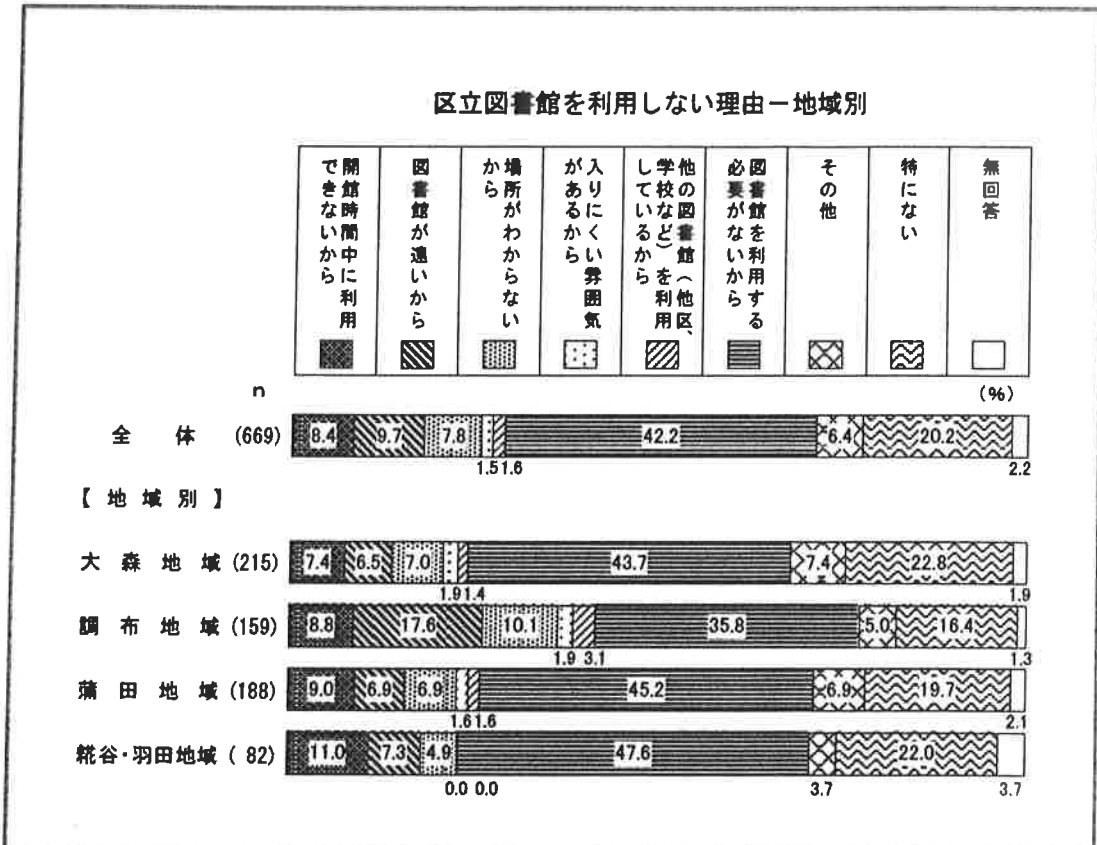 区立図書館を利用しない理由－地域別
開館時間中に利用
できないから
図書館が遠いから
場所がわからない
から
入りにくい雰囲気
があるから
他の図書館（他区、
学校など）を利用
しているから
図書館を利用する
必要がないから
その他
特にない
無回答
n
(%)
全体 (669) 8.4 9.7 7.8 42.2 6.4 20.2
1.5 1.6 2.2
【地域別】
大森地域 (215) 7.4 6.5 7.0 43.7 7.4 22.8
1.9 1.4 1.9
調布地域 (159) 8.8 17.6 10.1 35.8 5.0 16.4
1.9 3.1 1.3
蒲田地域 (188) 9.0 6.9 6.9 45.2 6.9 19.7
1.6 1.6 2.1
糀谷・羽田地域 ( 82) 11.0 7.3 4.9 47.6 22.0
0.0 0.0 3.7 3.7